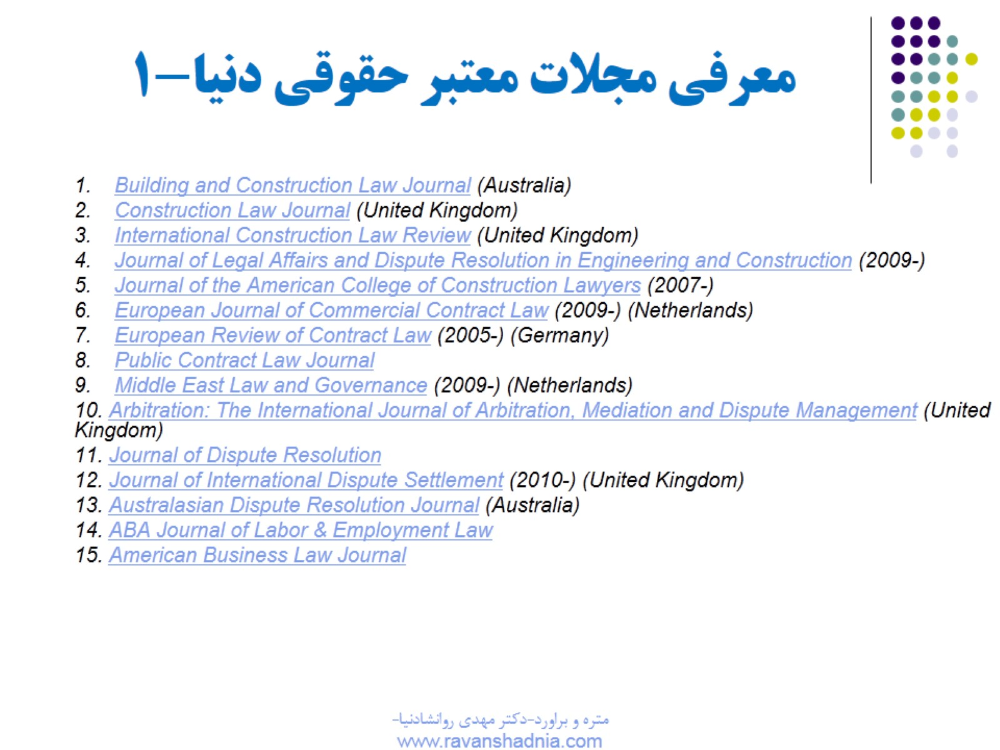 معرفی مجلات معتبر حقوقی دنیا-۱
1. Building and Construction Law Journal (Australia)
2. Construction Law Journal (United Kingdom)
3. International Construction Law Review (United Kingdom)
4. Journal of Legal Affairs and Dispute Resolution in Engineering and Construction (2009-)
5. Journal of the American College of Construction Lawyers (2007-)
6. European Journal of Commercial Contract Law (2009-) (Netherlands)
7. European Review of Contract Law (2005-) (Germany)
8. Public Contract Law Journal
9. Middle East Law and Governance (2009-) (Netherlands)
10. Arbitration: The International Journal of Arbitration, Mediation and Dispute Management (United
Kingdom)
11. Journal of Dispute Resolution
12. Journal of International Dispute Settlement (2010-) (United Kingdom)
13. Australasian Dispute Resolution Journal (Australia)
14. ABA Journal of Labor & Employment Law
15. American Business Law Journal
متره و براورد-دکتر مهدی روانشادنیا-
www.ravanshadnia.com